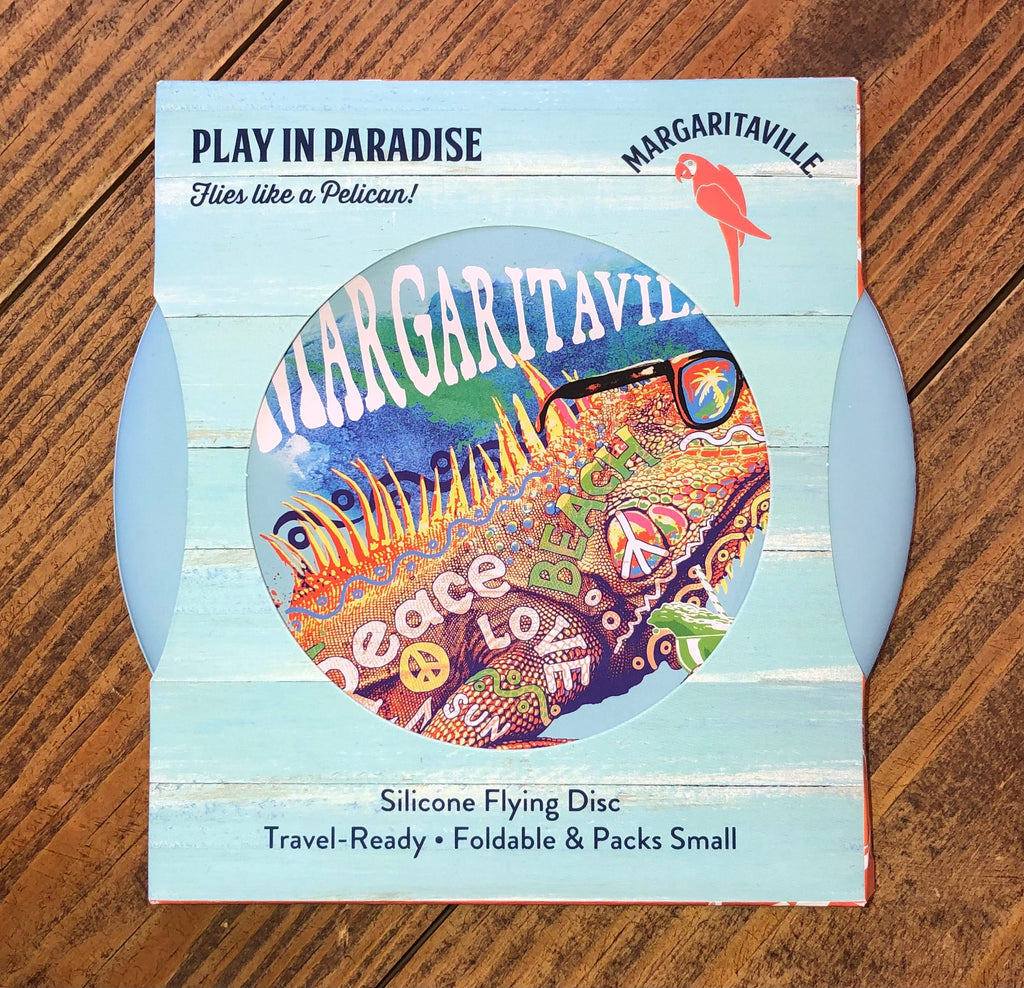 PLAY IN PARADISE
Flies like a Pelican!
MARGARITAVILLE
MARGARITAVILL
BEACH
peace
LOVE
SUN
Silicone Flying Disc
Travel-Ready • Foldable & Packs Small